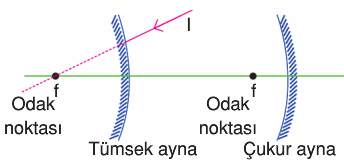 I
f
Odak
noktası
Tümsek ayna
f
Odak
noktası
Çukur ayna